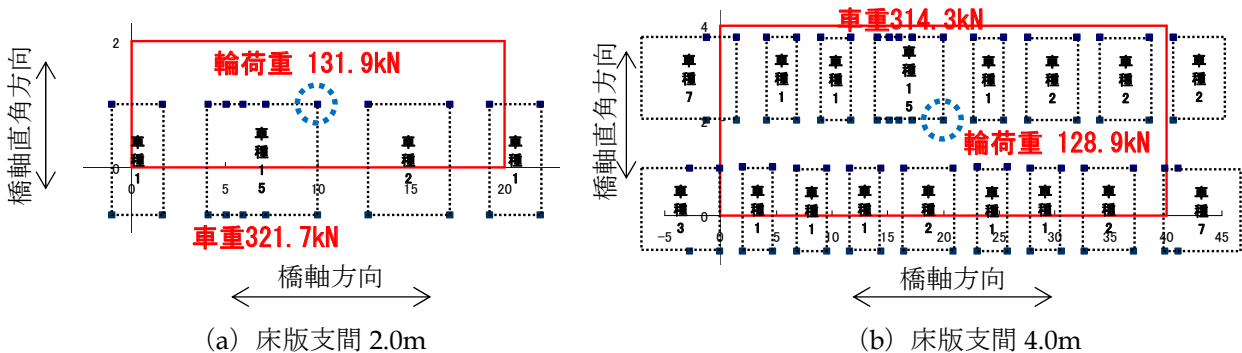 2
橋軸直角方向
輪荷重 131.9kN
車種1
車種15
車種2
車種1
0
0
5
10
15
20
車重321.7kN
橋軸方向
(a) 床版支間 2.0m
4
車重314.3kN
橋軸直角方向
車種7
車種1
車種1
車種15
車種1
車種2
車種2
車種2
2
輪荷重 128.9kN
車種3
車種1
車種1
車種1
車種2
車種1
車種1
車種2
車種7
0
-5
0
5
10
15
20
25
30
35
40
45
橋軸方向
(b) 床版支間 4.0m